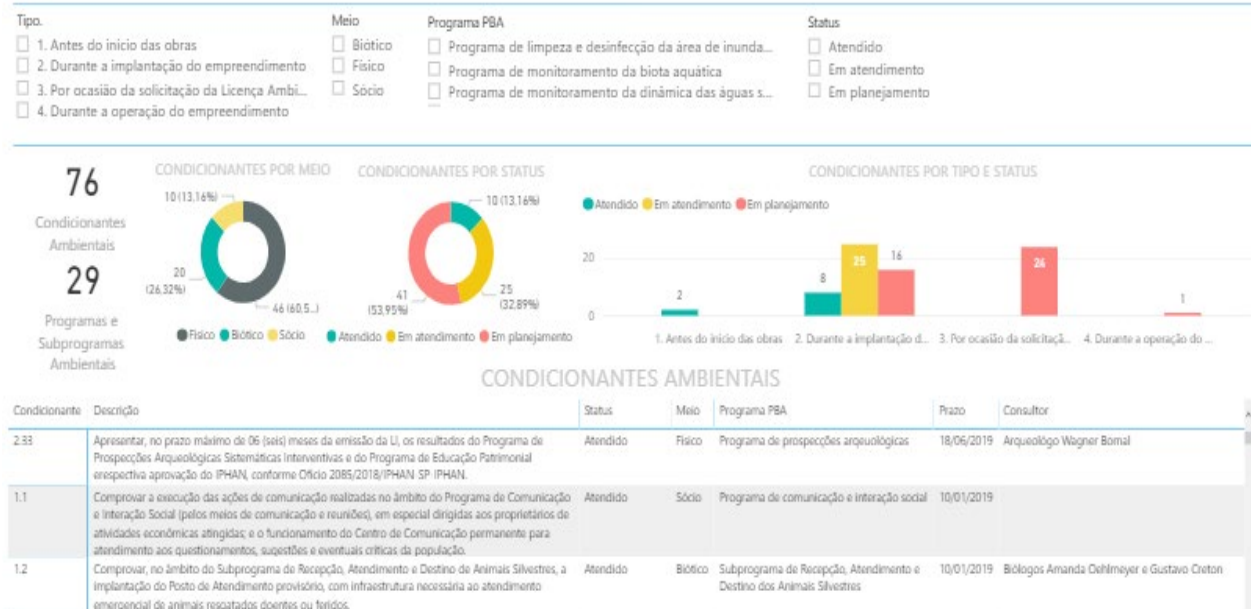 Tipo.
1. Antes do inicio das obras
2. Durante a implantação do empreendimento
3. Por ocasião da solicitação da Licença Ambi...
4. Durante a operação do empreendimento
Meio
Biótico
Físico
Sócio
Programa PBA
Programa de limpeza e desinfecção da área de inunda...
Programa de monitoramento da biota aquática
Programa de monitoramento da dinâmica das águas s...
Status
Atendido
Em atendimento
Em planejamento
76
Condicionantes
Ambientais
29
Programas e
Subprogramas
Ambientais
CONDICIONANTES POR MEIO
10 (13,16%)
20
(26,32%)
46 (60,5...)
Físico Biótico Sócio
CONDICIONANTES POR STATUS
10 (13,16%)
25
(32,89%)
41
(53,95%)
Atendido Em atendimento Em planejamento
CONDICIONANTES POR TIPO E STATUS
Atendido Em atendimento Em planejamento
20
0
2
8
25
16
24
1
1. Antes do inicio das obras 2. Durante a implantação d... 3. Por ocasião da solicitaçã... 4. Durante a operação do ...
CONDICIONANTES AMBIENTAIS
Condicionante Descrição Status Meio Programa PBA Prazo Consultor
2.33 Apresentar, no prazo máximo de 06 (seis) meses da emissão da LI, os resultados do Programa de Atendido Físico Programa de prospecções arqeuológicas 18/06/2019 Arqueológo Wagner Bornal
Prospecções Arqueológicas Sistemáticas Interventivas e do Programa de Educação Patrimonial
erespectiva aprovação do IPHAN, conforme Ofício 2085/2018/IPHAN SP IPHAN.
1.1 Comprovar a execução das ações de comunicação realizadas no âmbito do Programa de Comunicação Atendido Sócio Programa de comunicação e interação social 10/01/2019
e Interação Social (pelos meios de comunicação e reuniões), em especial dirigidas aos proprietários de
atividades econômicas atingidas; e o funcionamento do Centro de Comunicação permanente para
atendimento aos questionamentos, sugestões e eventuais críticas da população.
1.2 Comprovar, no âmbito do Subprograma de Recepção, Atendimento e Destino de Animais Silvestres, a Atendido Biótico Subprograma de Recepção, Atendimento e 10/01/2019 Biólogos Amanda Oehlmeyer e Gustavo Creton
implantação do Posto de Atendimento provisório, com infraestrutura necessária ao atendimento Destino dos Animais Silvestres
emergencial de animais resgatados doentes ou feridos.